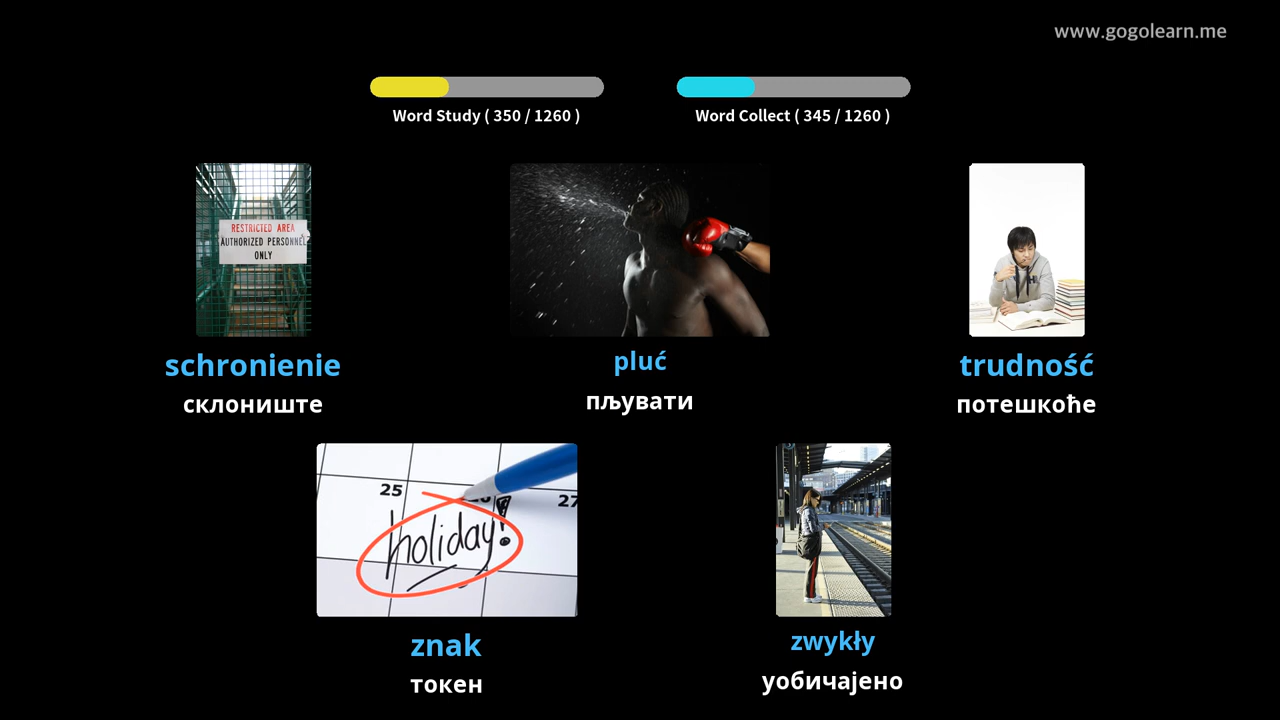 www.gogolearn.me
Word Study ( 350 / 1260 )
Word Collect ( 345 / 1260 )
RESTRICTED AREA
AUTHORIZED PERSONNEL
ONLY
schronienie
склониште
pluć
пљувати
trudność
потешкоће
25
27
holiday!
znak
токен
zwykły
уобичајено